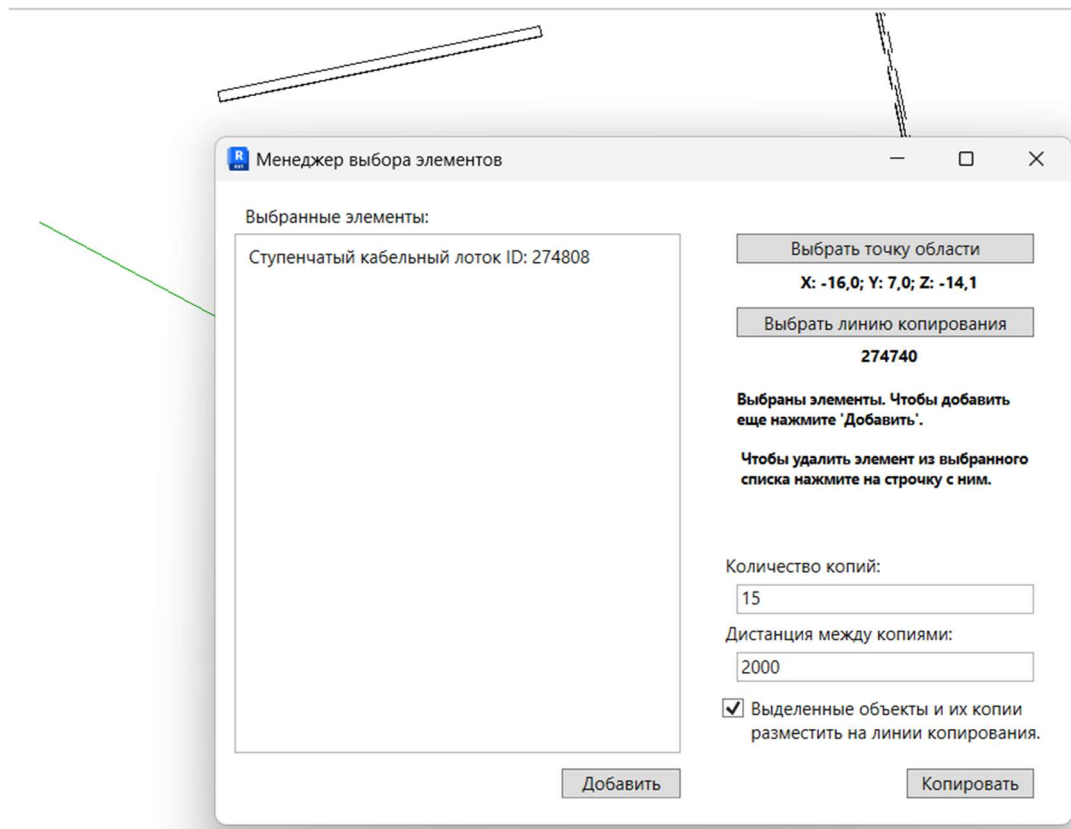 Менеджер выбора элементов
Выбранные элементы:
Ступенчатый кабельный лоток ID: 274808
Выбрать точку области
X: -16,0; Y: 7,0; Z: -14,1
Выбрать линию копирования
274740
Выбраны элементы. Чтобы добавить
еще нажмите 'Добавить'.
Чтобы удалить элемент из выбранного
списка нажмите на строчку с ним.
Количество копий:
15
Дистанция между копиями:
2000
Выделенные объекты и их копии
разместить на линии копирования.
Добавить
Копировать